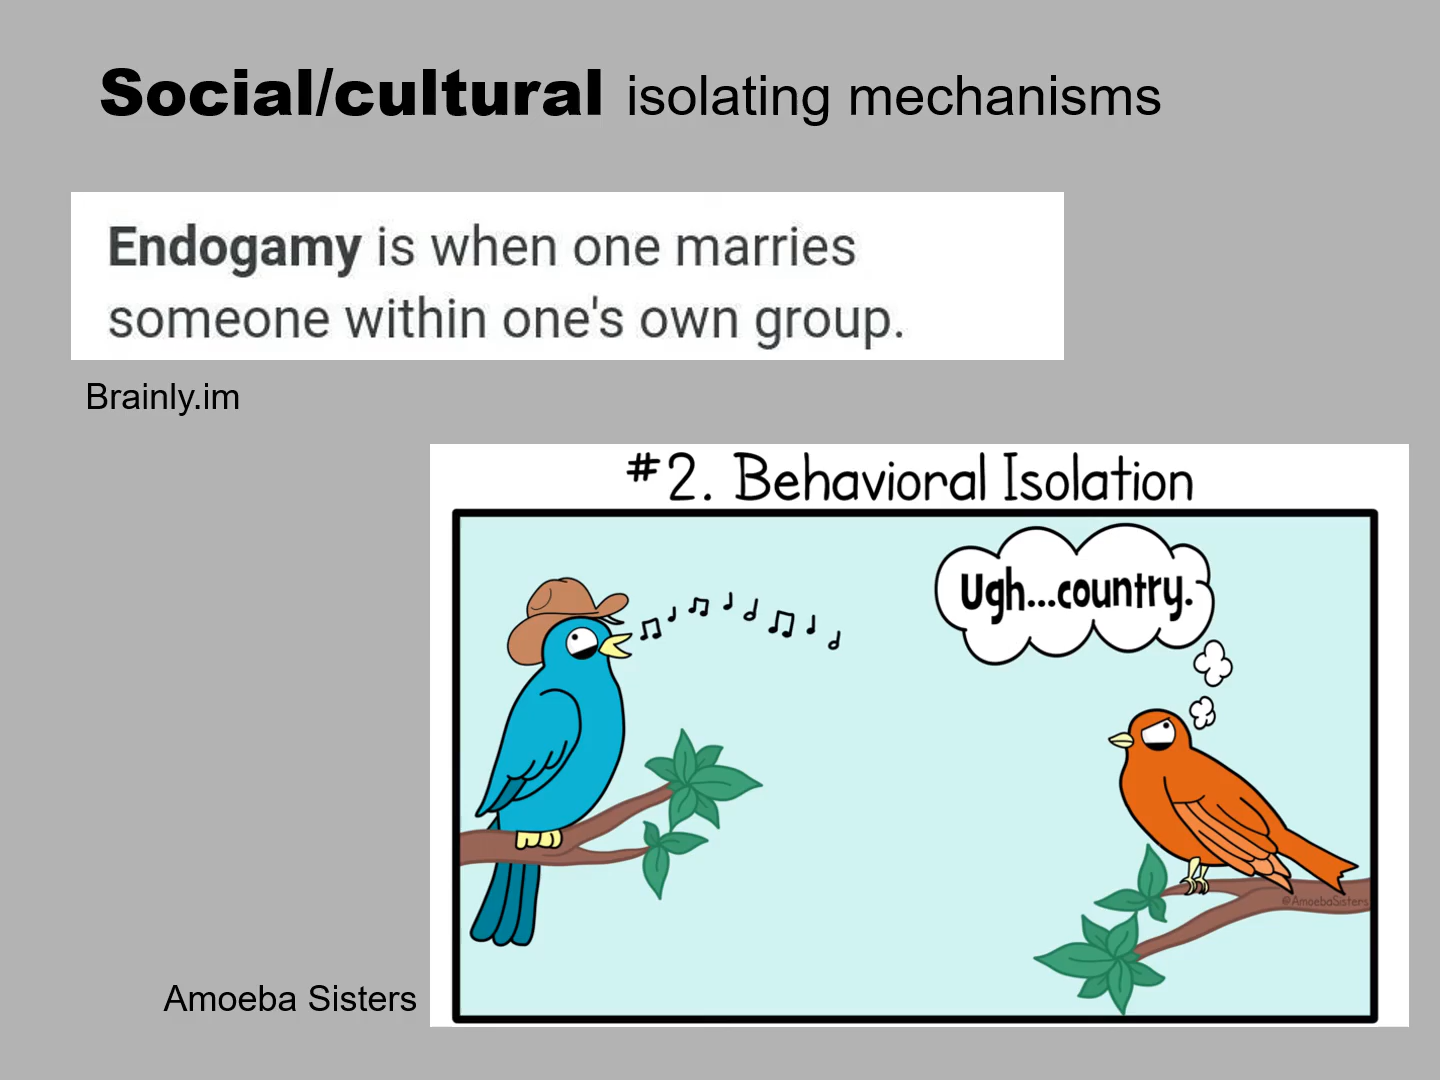 Social/cultural isolating mechanisms
Endogamy is when one marries
someone within one's own group.
Brainly.im
#2. Behavioral Isolation
Ugh...country.
@AmoebaSisters
Amoeba Sisters